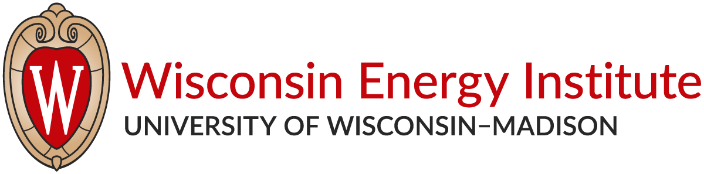 W
Wisconsin Energy Institute
UNIVERSITY OF WISCONSIN–MADISON